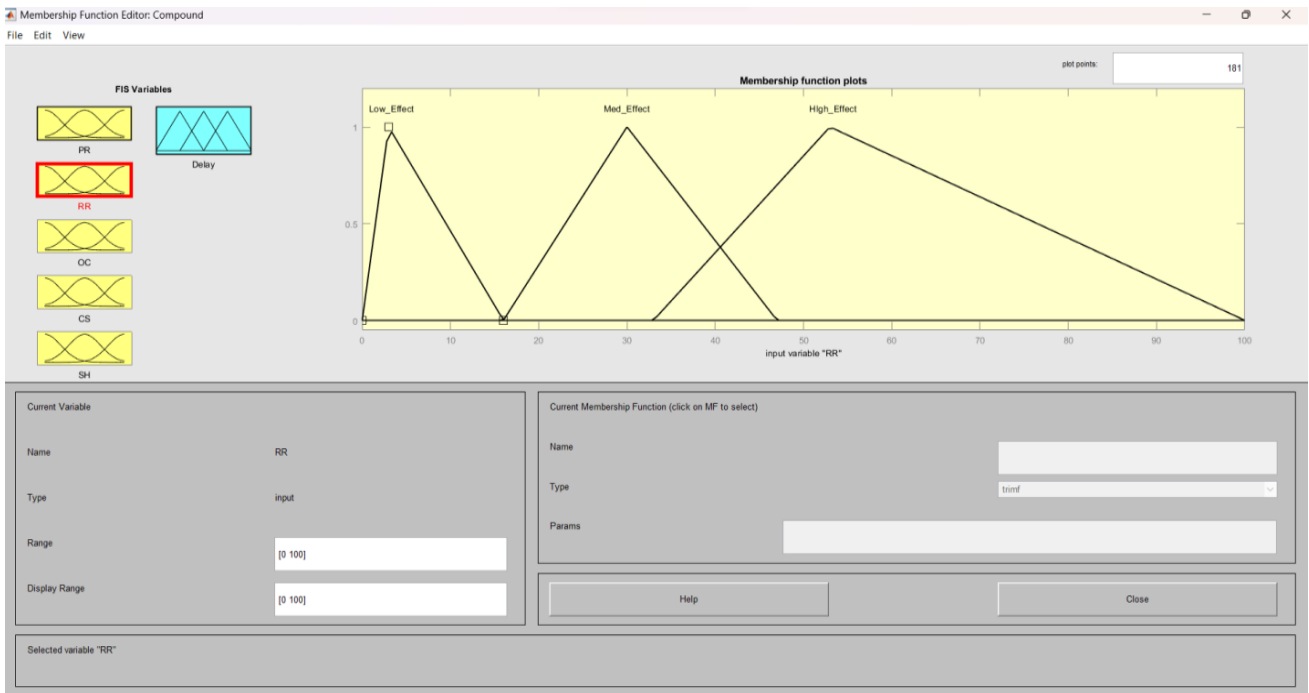 Membership Function Editor: Compound
File Edit View
plot points: 181
FIS Variables
PR
Delay
RR
OC
CS
SH
Membership function plots
Low_Effect Med_Effect HIgh_Effect
1
0.5
0
0 10 20 30 40 50 60 70 80 90 100
input variable "RR"
Current Variable
Name RR
Type input
Range [0 100]
Display Range [0 100]
Current Membership Function (click on MF to select)
Name
Type trimf
Params
Help Close
Selected variable "RR"